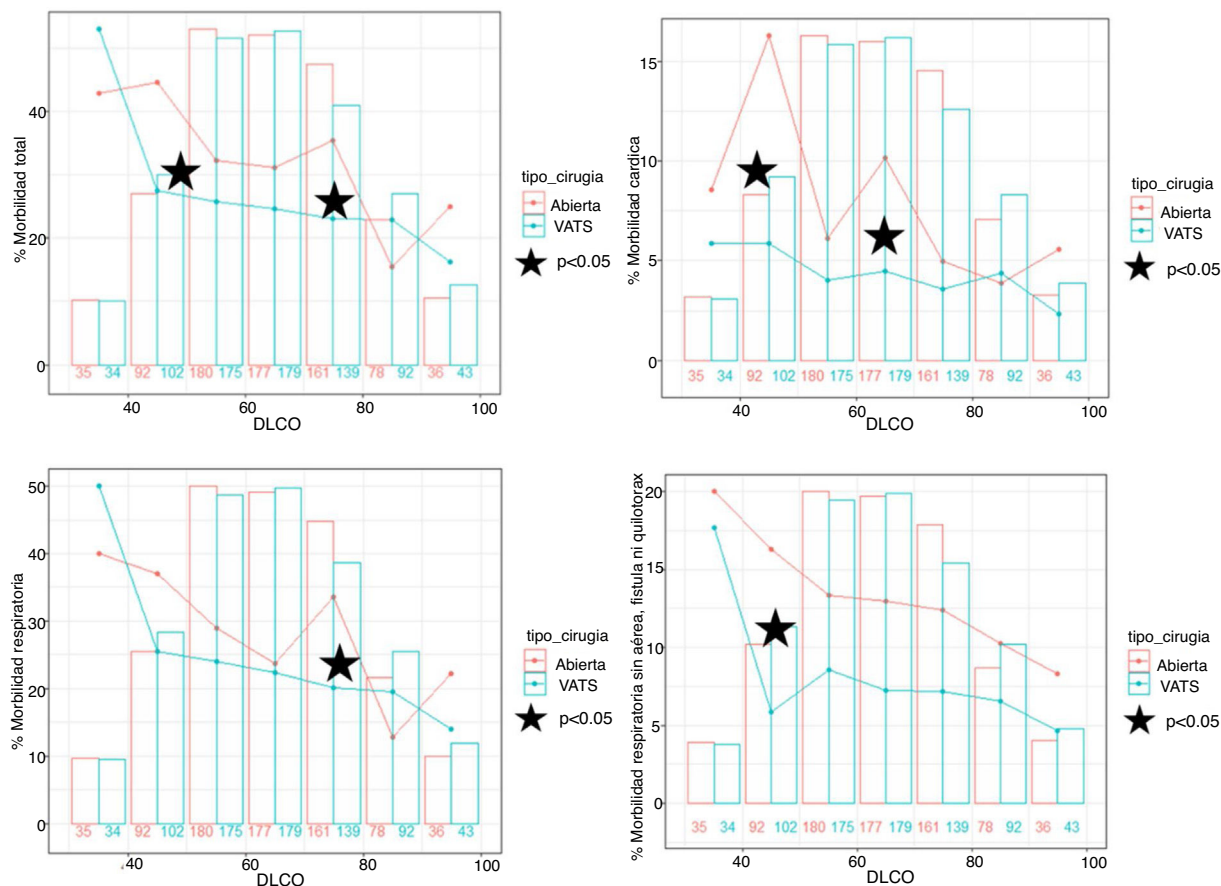 % Morbilidad total
40
20
0
35 34 92 102 180 175 177 179 161 139 78 92 36 43
40 60 80 100
DLCO
tipo_cirugia
Abierta
VATS
p<0.05
% Morbilidad cardica
15
10
5
0
35 34 92 102 180 175 177 179 161 139 78 92 36 43
40 60 80 100
DLCO
tipo_cirugia
Abierta
VATS
p<0.05
% Morbilidad respiratoria
50
40
30
20
10
0
35 34 92 102 180 175 177 179 161 139 78 92 36 43
40 60 80 100
DLCO
tipo_cirugia
Abierta
VATS
p<0.05
% Morbilidad respiratoria sin aérea, fistula ni quilotorax
20
15
10
5
0
35 34 92 102 180 175 177 179 161 139 78 92 36 43
40 60 80 100
DLCO
tipo_cirugia
Abierta
VATS
p<0.05